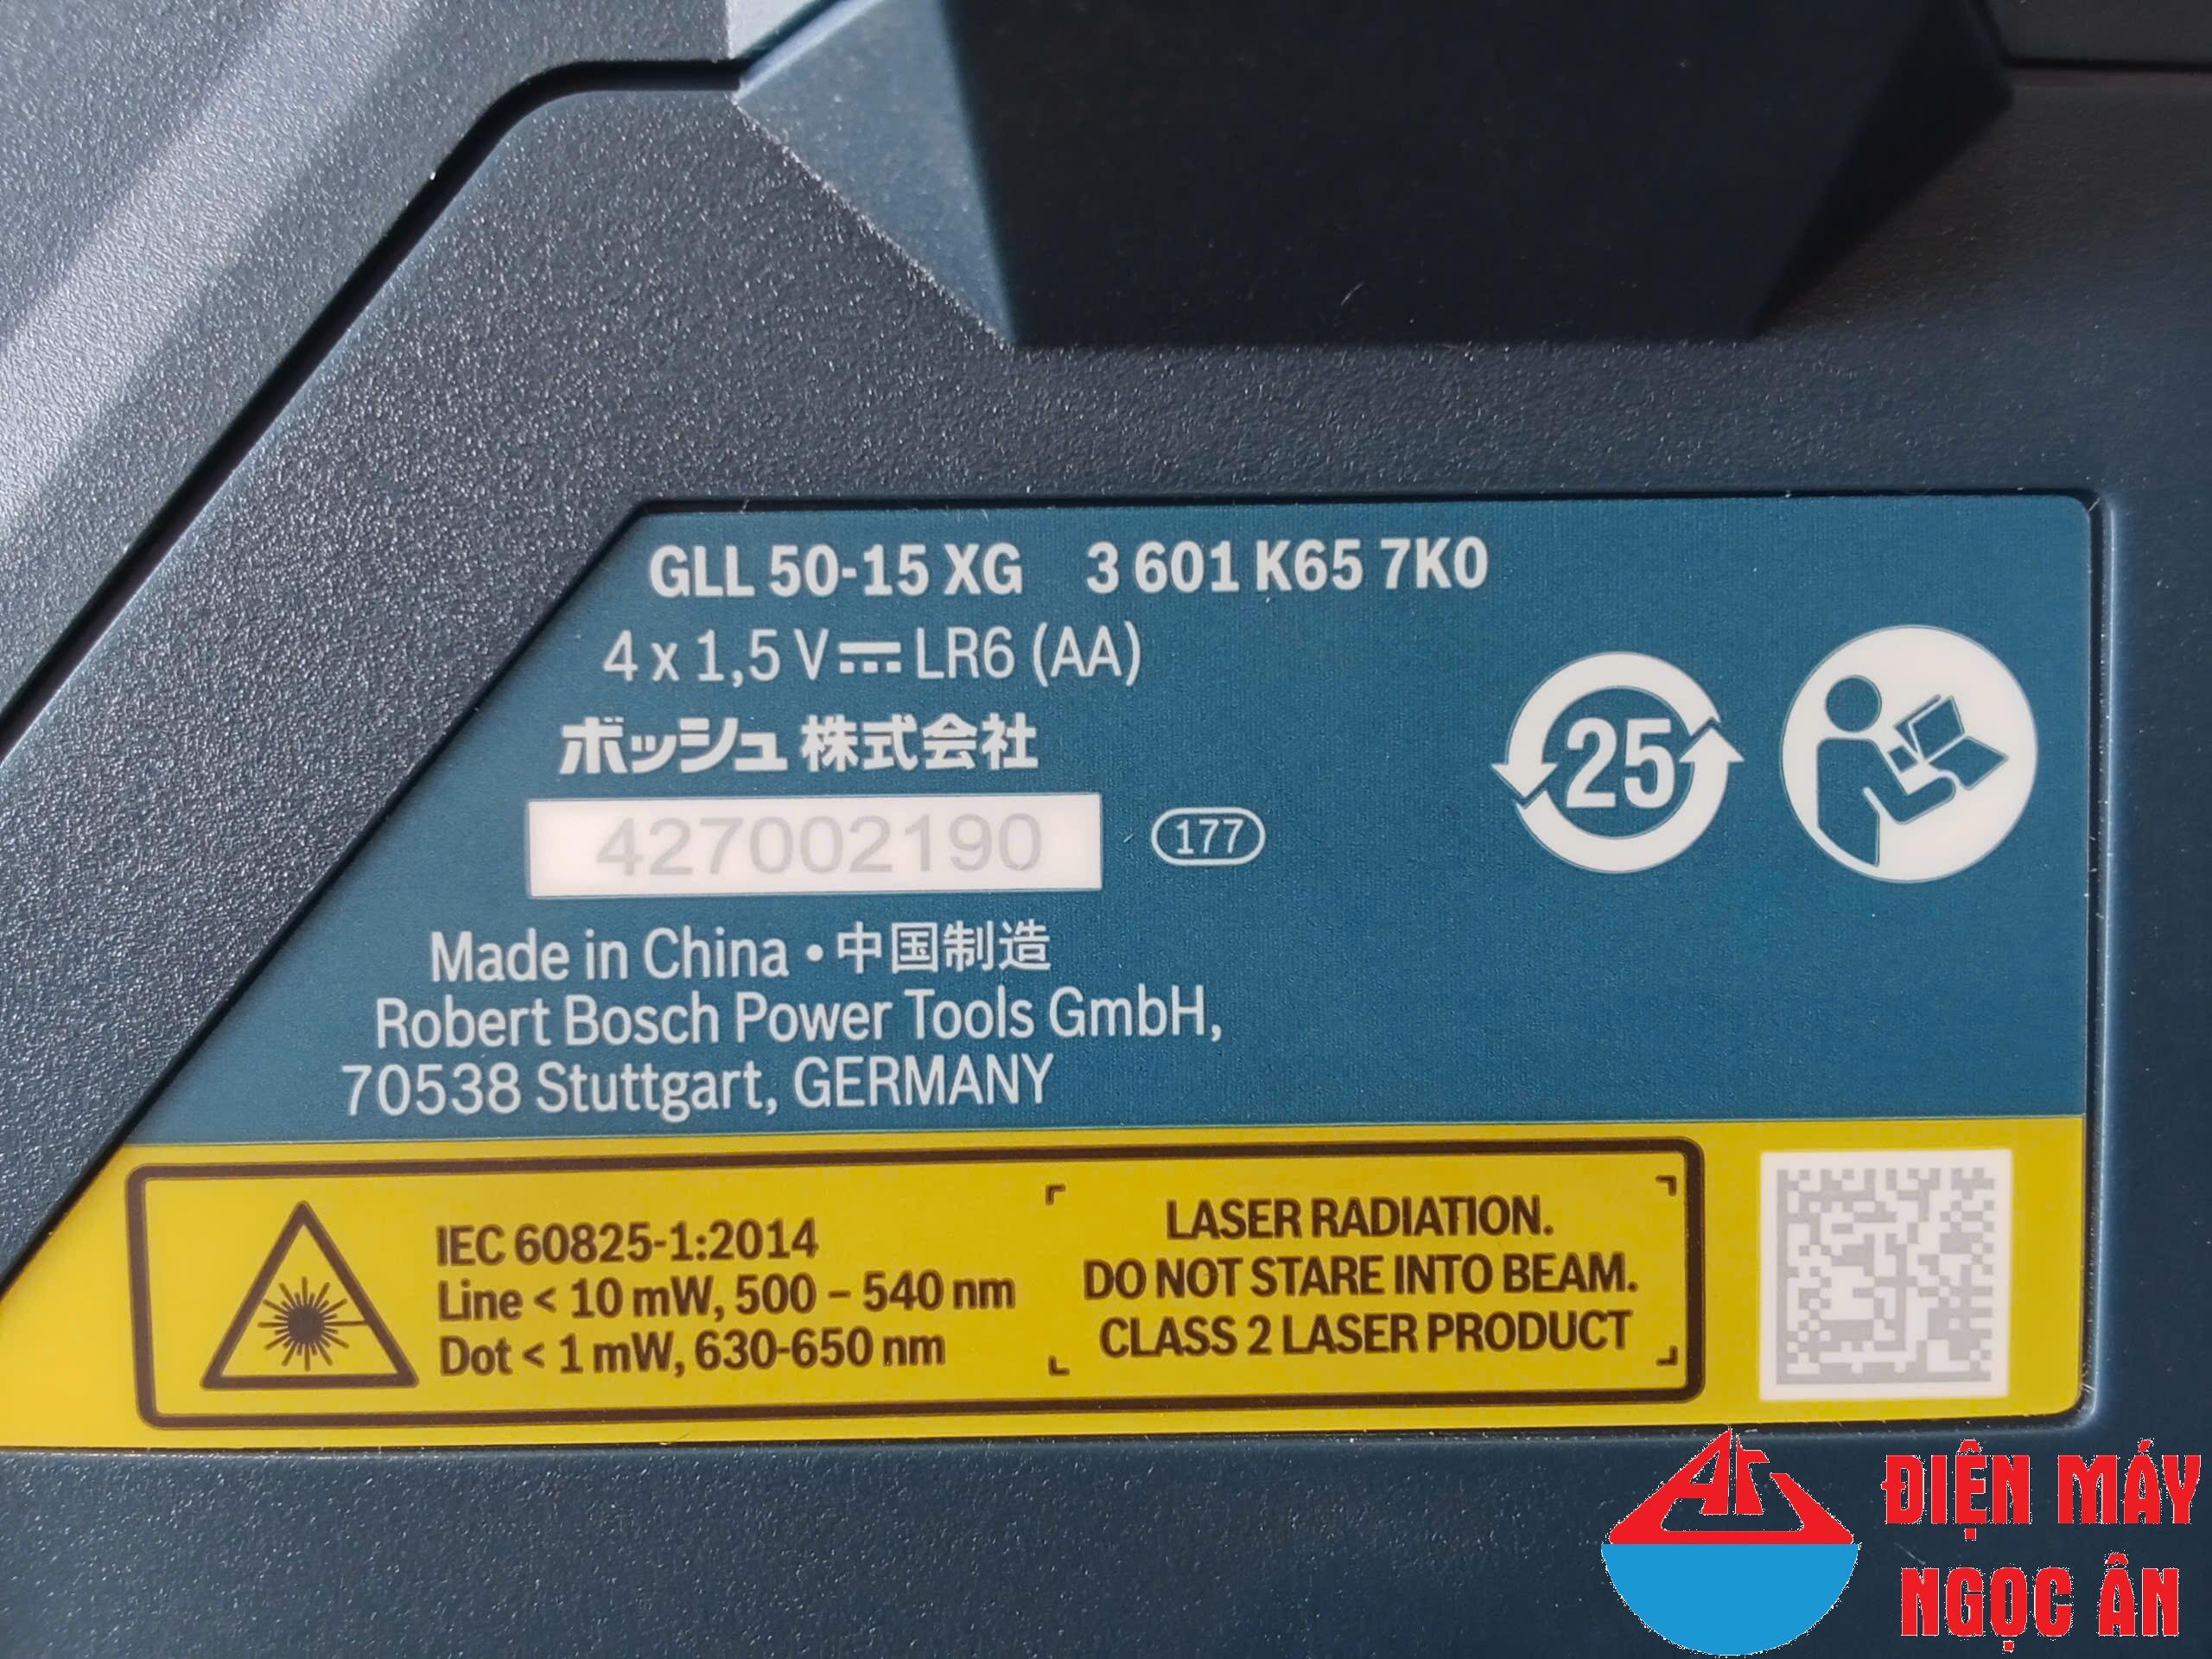 GLL 50-15 XG 3 601 K65 7K0
4 x 1,5 V ⎓ LR6 (AA)
ボッシュ 株式会社
427002190 177
25
Made in China • 中国制造
Robert Bosch Power Tools GmbH,
70538 Stuttgart, GERMANY
IEC 60825-1:2014
Line < 10 mW, 500 – 540 nm
Dot < 1 mW, 630-650 nm
LASER RADIATION.
DO NOT STARE INTO BEAM.
CLASS 2 LASER PRODUCT
ĐIỆN MÁY
NGỌC ÂN